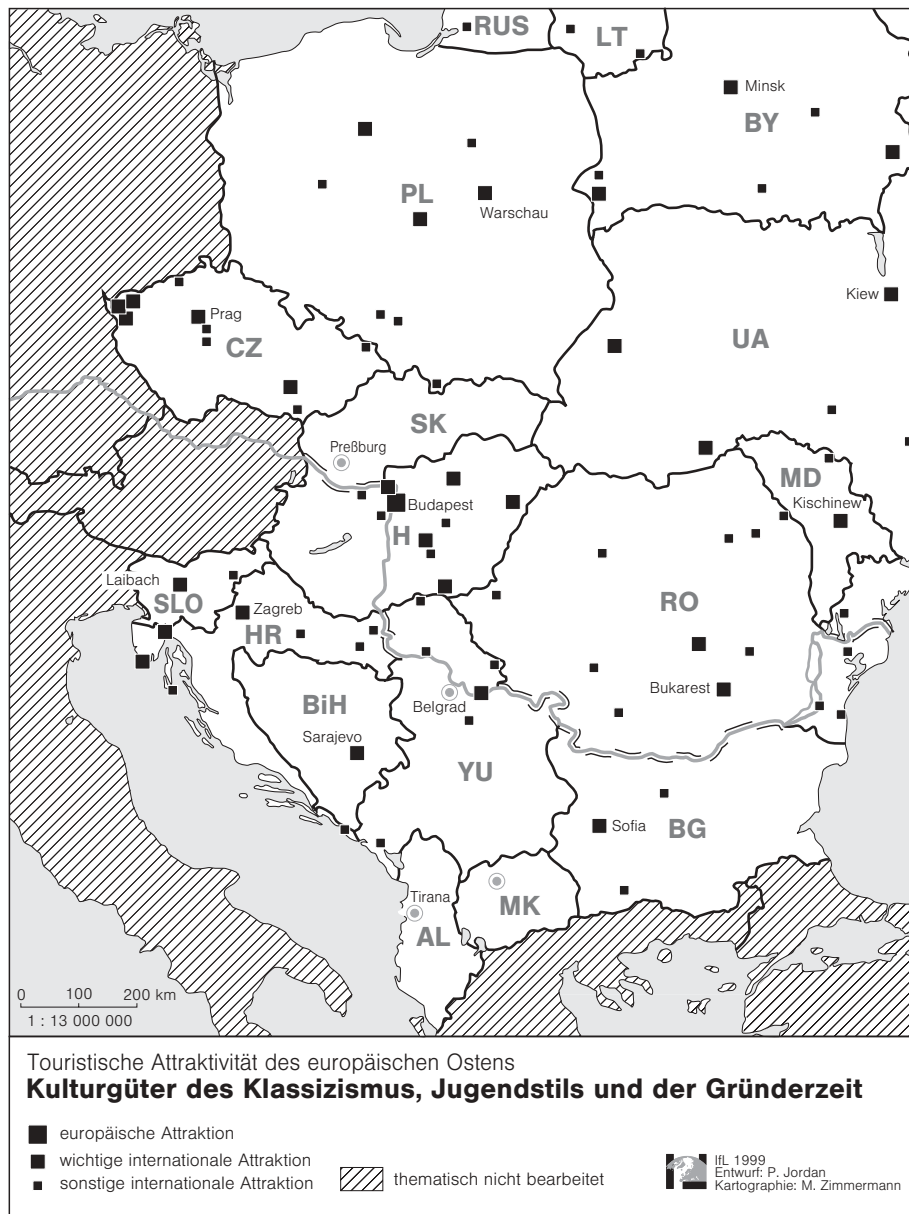 RUS
LT
Minsk
BY
PL
Warschau
Kiew
Prag
CZ
UA
SK
Preßburg
MD
Kischinew
Budapest
H
Laibach
SLO
Zagreb
HR
RO
Bukarest
BiH
Belgrad
Sarajevo
YU
Sofia
BG
Tirana
MK
AL
0 100 200 km
1 : 13 000 000
Touristische Attraktivität des europäischen Ostens
Kulturgüter des Klassizismus, Jugendstils und der Gründerzeit
europäische Attraktion
wichtige internationale Attraktion
sonstige internationale Attraktion
thematisch nicht bearbeitet
IfL 1999
Entwurf: P. Jordan
Kartographie: M. Zimmermann